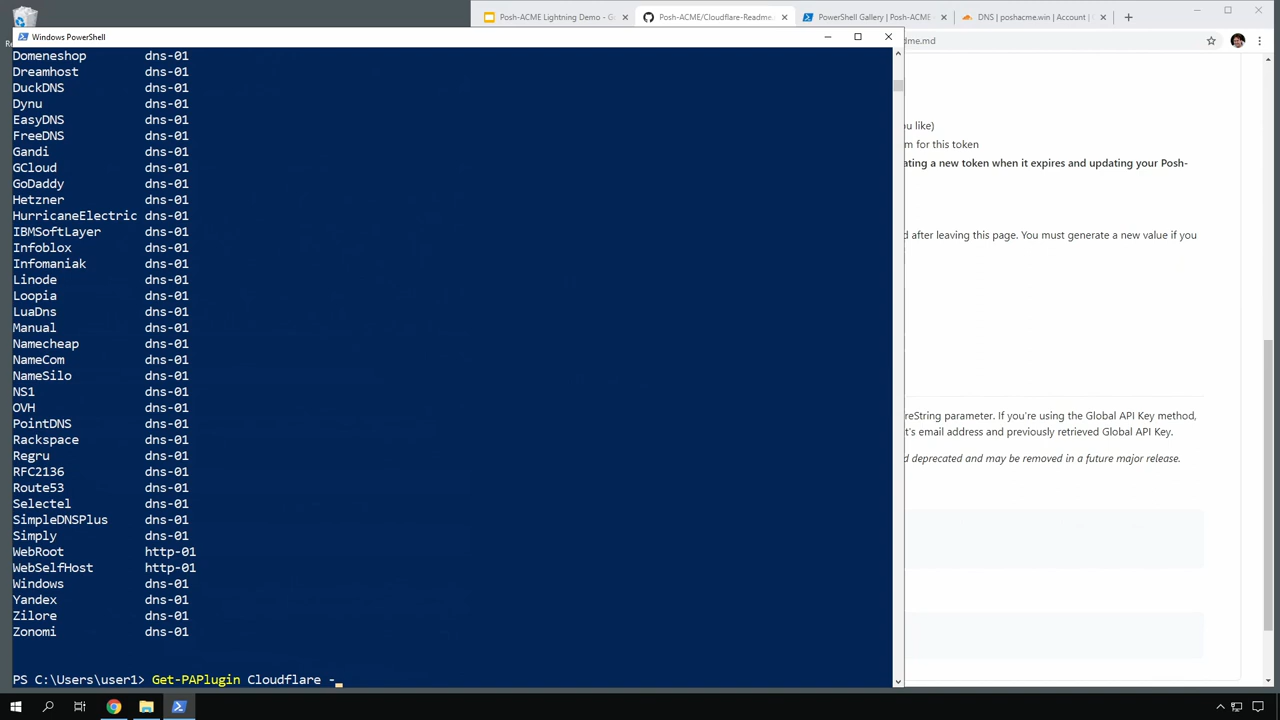 Posh-ACME Lightning Demo - G
Posh-ACME/Cloudflare-Readme
PowerShell Gallery | Posh-ACME
DNS | poshacme.win | Account | 
Windows PowerShell
me.md
Domeneshop dns-01
Dreamhost dns-01
DuckDNS dns-01
Dynu dns-01
EasyDNS dns-01
FreeDNS dns-01
Gandi dns-01
GCloud dns-01
GoDaddy dns-01
Hetzner dns-01
HurricaneElectric dns-01
IBMSoftLayer dns-01
Infoblox dns-01
Infomaniak dns-01
Linode dns-01
Loopia dns-01
LuaDns dns-01
Manual dns-01
Namecheap dns-01
NameCom dns-01
NameSilo dns-01
NS1 dns-01
OVH dns-01
PointDNS dns-01
Rackspace dns-01
Regru dns-01
RFC2136 dns-01
Route53 dns-01
Selectel dns-01
SimpleDNSPlus dns-01
Simply dns-01
WebRoot http-01
WebSelfHost http-01
Windows dns-01
Yandex dns-01
Zilore dns-01
Zonomi dns-01
PS C:\Users\user1> Get-PAPlugin Cloudflare -
ou like)
m for this token
ating a new token when it expires and updating your Posh-
d after leaving this page. You must generate a new value if you
reString parameter. If you're using the Global API Key method,
t's email address and previously retrieved Global API Key.
d deprecated and may be removed in a future major release.